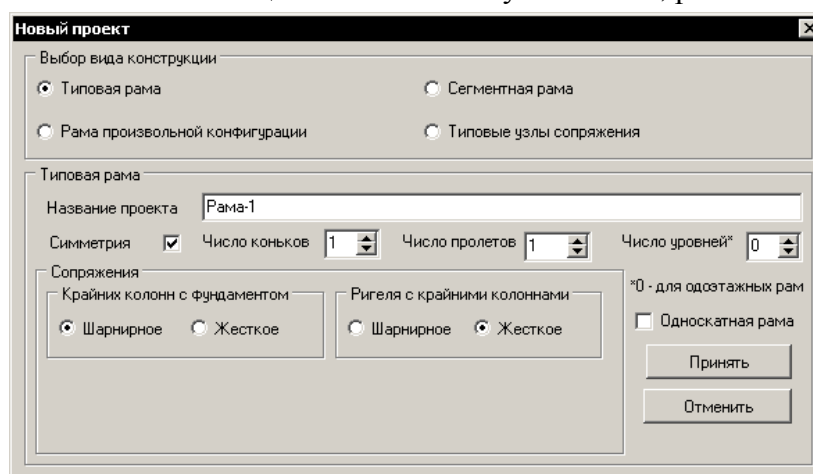 Новый проект
Выбор вида конструкции
Типовая рама
Сегментная рама
Рама произвольной конфигурации
Типовые узлы сопряжения
Типовая рама
Название проекта Рама-1
Симметрия Число коньков 1 Число пролетов 1 Число уровней* 0
Сопряжения
*0 - для одоэтажных рам
Крайних колонн с фундаментом
Ригеля с крайними колоннами
Шарнирное Жесткое
Шарнирное Жесткое
Односкатная рама
Принять
Отменить